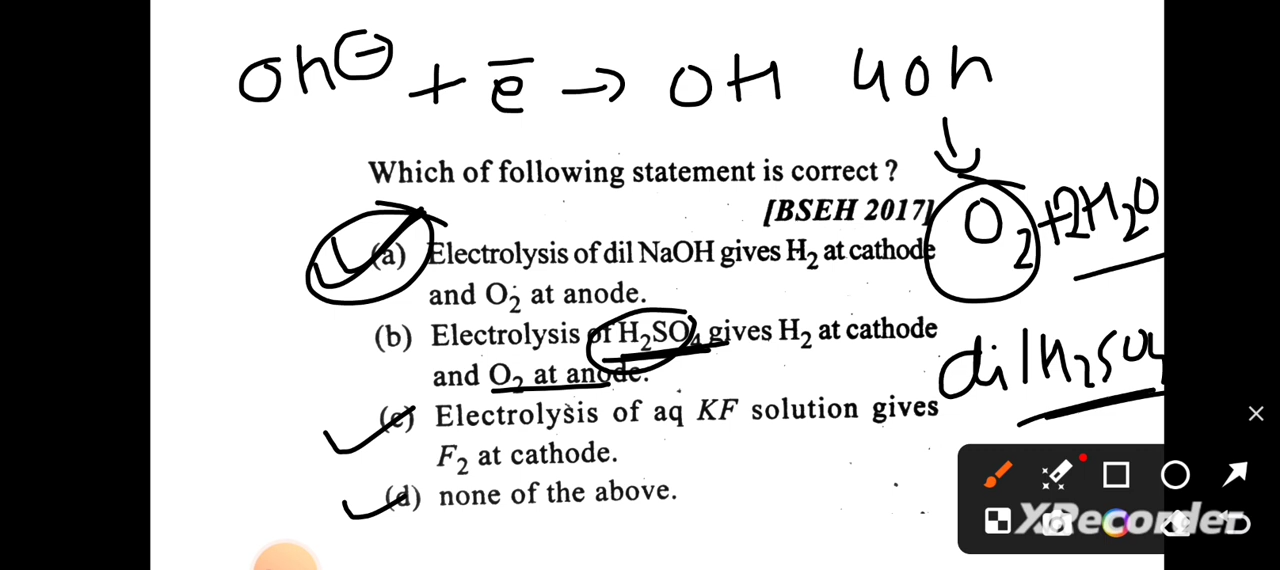 OhΘ + e̅ → OH 4Oh
↓
Which of following statement is correct ?
[BSEH 2017]
O₂ + 2H₂O
(a) Electrolysis of dil NaOH gives H₂ at cathode
and O₂ at anode.
(b) Electrolysis of H₂SO₄ gives H₂ at cathode
and O₂ at anode.
dil H₂SO₄
(c) Electrolysis of aq KF solution gives
F₂ at cathode.
(d) none of the above.
XRecorder